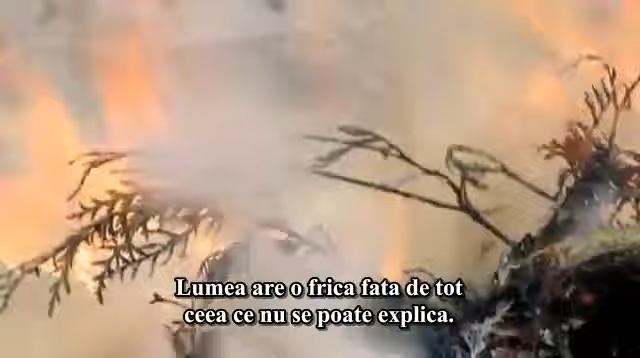 Lumea are o frica fata de tot
ceea ce nu se poate explica.